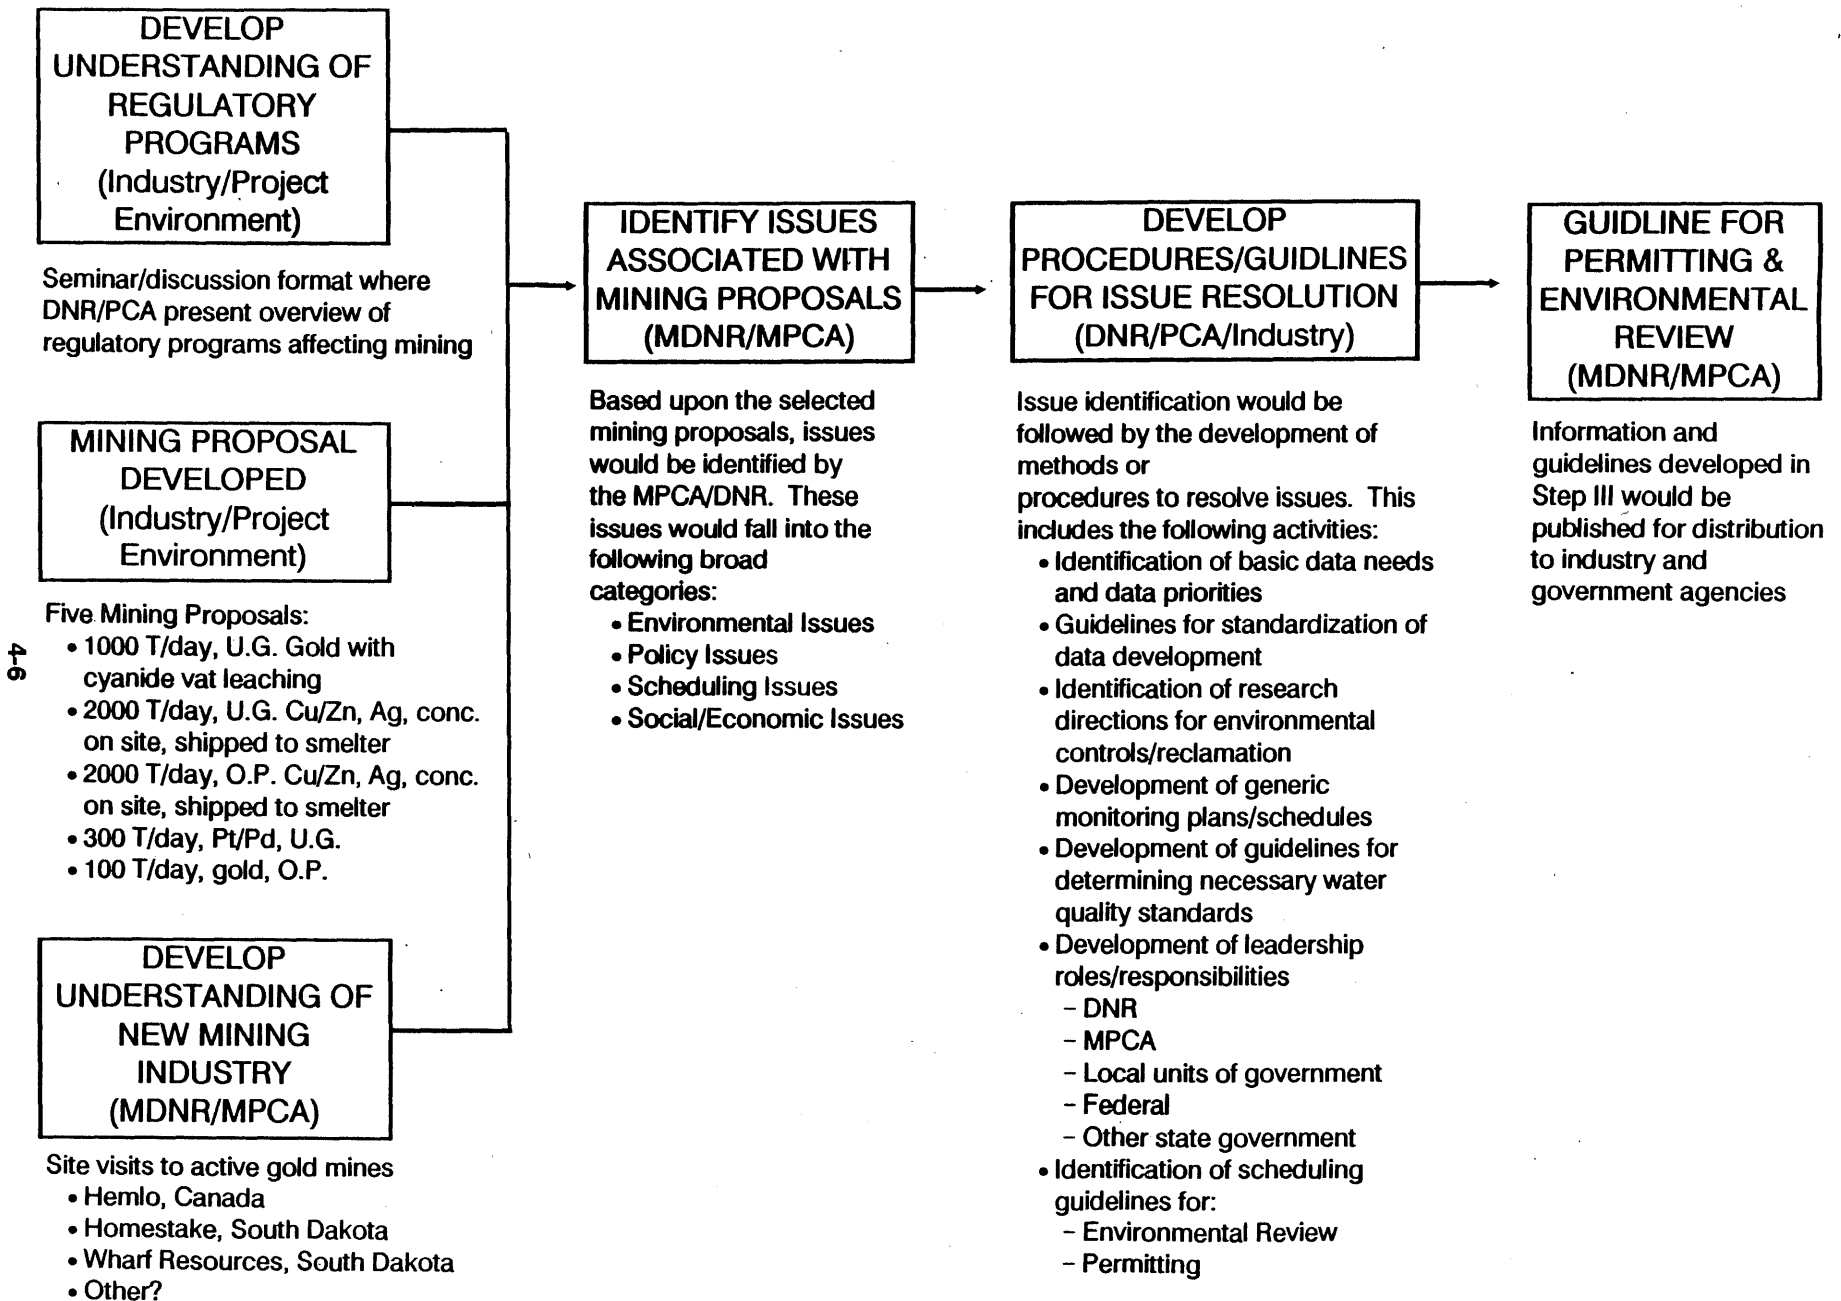 DEVELOP
UNDERSTANDING OF
REGULATORY
PROGRAMS
(Industry/Project
Environment)
Seminar/discussion format where
DNR/PCA present overview of
regulatory programs affecting mining
MINING PROPOSAL
DEVELOPED
(Industry/Project
Environment)
Five Mining Proposals:
• 1000 T/day, U.G. Gold with
cyanide vat leaching
• 2000 T/day, U.G. Cu/Zn, Ag, conc.
on site, shipped to smelter
• 2000 T/day, O.P. Cu/Zn, Ag, conc.
on site, shipped to smelter
• 300 T/day, Pt/Pd, U.G.
• 100 T/day, gold, O.P.
DEVELOP
UNDERSTANDING OF
NEW MINING
INDUSTRY
(MDNR/MPCA)
Site visits to active gold mines
• Hemlo, Canada
• Homestake, South Dakota
• Wharf Resources, South Dakota
• Other?
IDENTIFY ISSUES
ASSOCIATED WITH
MINING PROPOSALS
(MDNR/MPCA)
Based upon the selected
mining proposals, issues
would be identified by
the MPCA/DNR. These
issues would fall into the
following broad
categories:
• Environmental Issues
• Policy Issues
• Scheduling Issues
• Social/Economic Issues
DEVELOP
PROCEDURES/GUIDLINES
FOR ISSUE RESOLUTION
(DNR/PCA/Industry)
Issue identification would be
followed by the development of
methods or
procedures to resolve issues. This
includes the following activities:
• Identification of basic data needs
and data priorities
• Guidelines for standardization of
data development
• Identification of research
directions for environmental
controls/reclamation
• Development of generic
monitoring plans/schedules
• Development of guidelines for
determining necessary water
quality standards
• Development of leadership
roles/responsibilities
– DNR
– MPCA
– Local units of government
– Federal
– Other state government
• Identification of scheduling
guidelines for:
– Environmental Review
– Permitting
GUIDLINE FOR
PERMITTING &
ENVIRONMENTAL
REVIEW
(MDNR/MPCA)
Information and
guidelines developed in
Step III would be
published for distribution
to industry and
government agencies
4-6